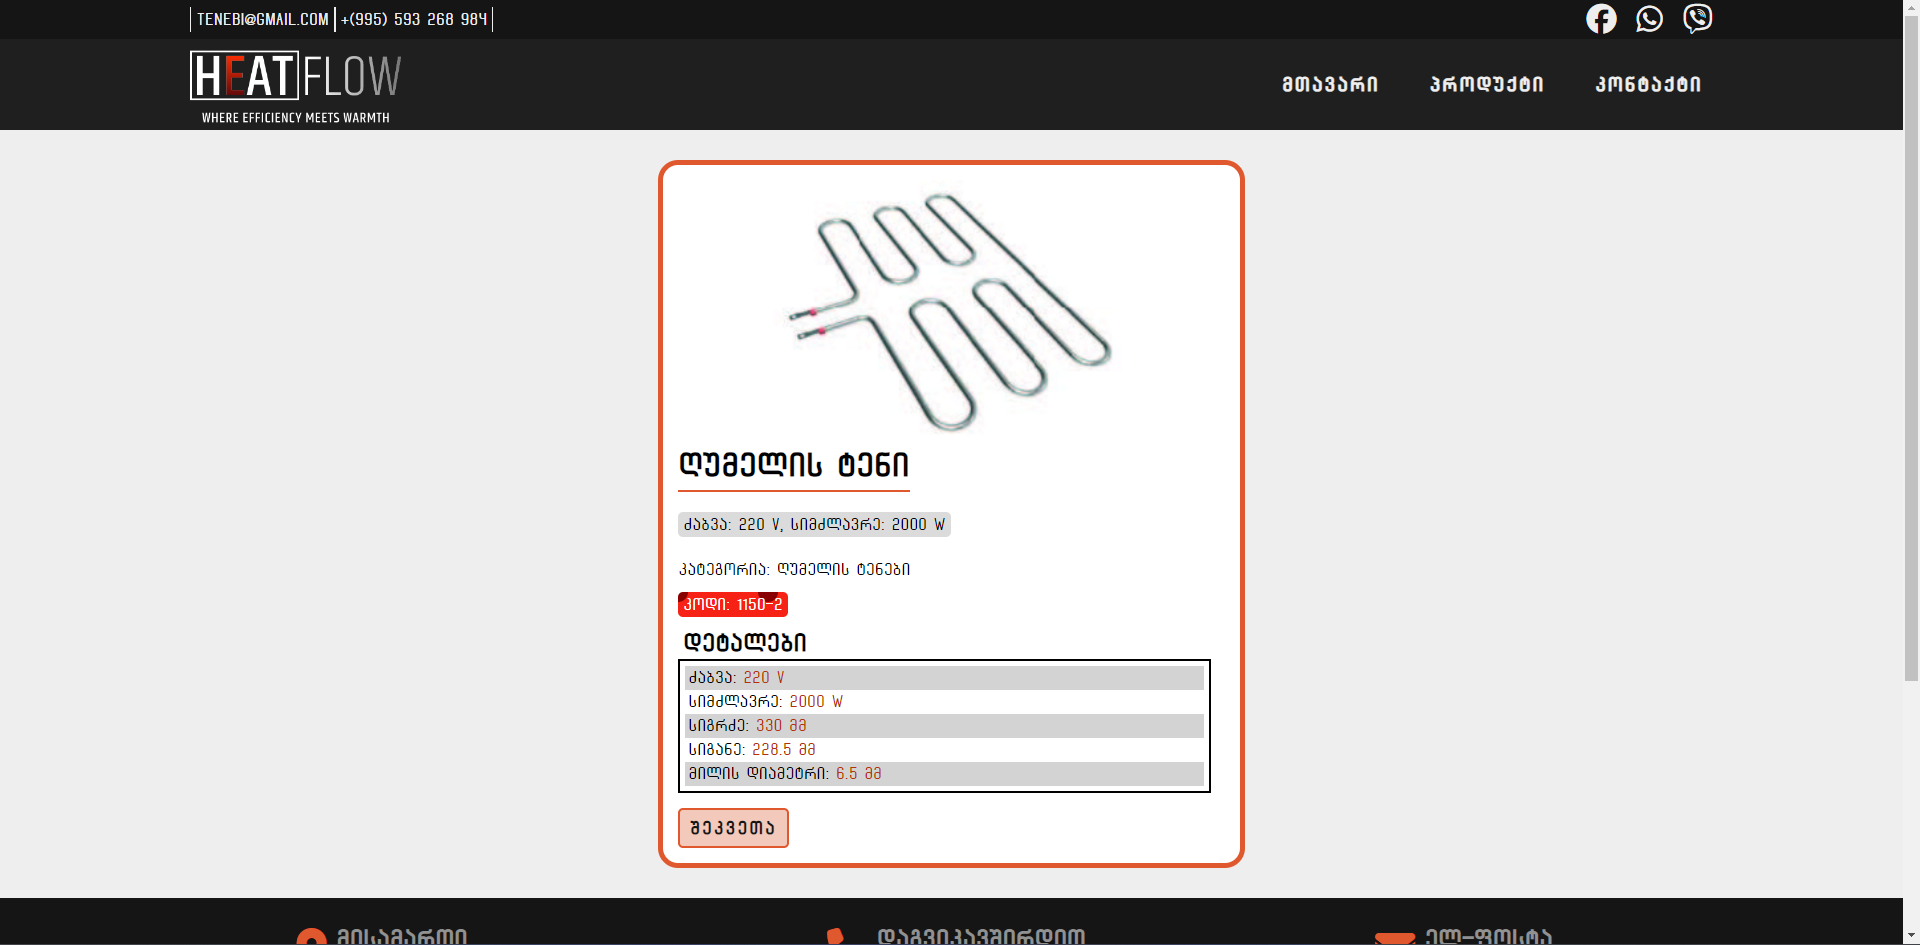 TENEBI@GMAIL.COM
+(995) 593 268 984
HEATFLOW
WHERE EFFICIENCY MEETS WARMTH
მთავარი
პროდუქტი
კონტაქტი
ღუმელის ტენი
ძაბვა: 220 V, სიმძლავრე: 2000 W
კატეგორია: ღუმელის ტენები
კოდი: 1150-2
დეტალები
ძაბვა: 220 V
სიმძლავრე: 2000 W
სიგრძე: 330 მმ
სიგანე: 228.5 მმ
მილის დიამეტრი: 6.5 მმ
შეკვეთა
მისამართი
დაგვიკავშირდით
ელ-ფოსტა